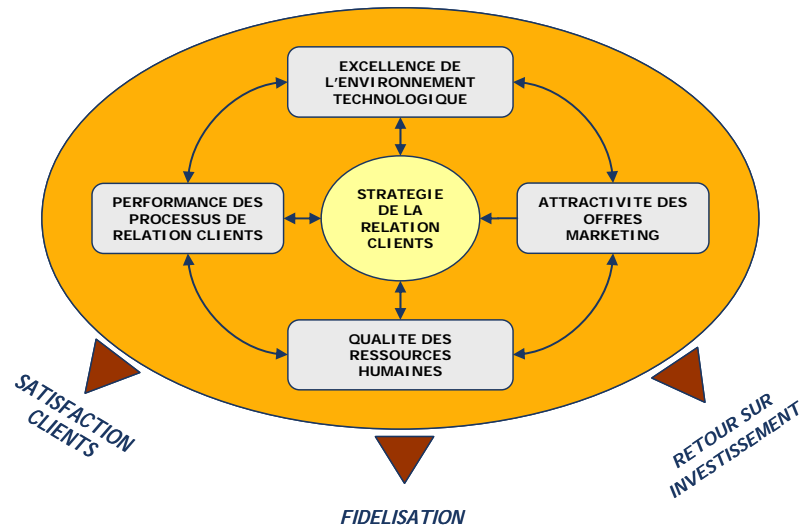 EXCELLENCE DE
L'ENVIRONNEMENT
TECHNOLOGIQUE
PERFORMANCE DES
PROCESSUS DE
RELATION CLIENTS
STRATEGIE
DE LA
RELATION
CLIENTS
ATTRACTIVITE DES
OFFRES
MARKETING
QUALITE DES
RESSOURCES
HUMAINES
SATISFACTION
CLIENTS
FIDELISATION
RETOUR SUR
INVESTISSEMENT